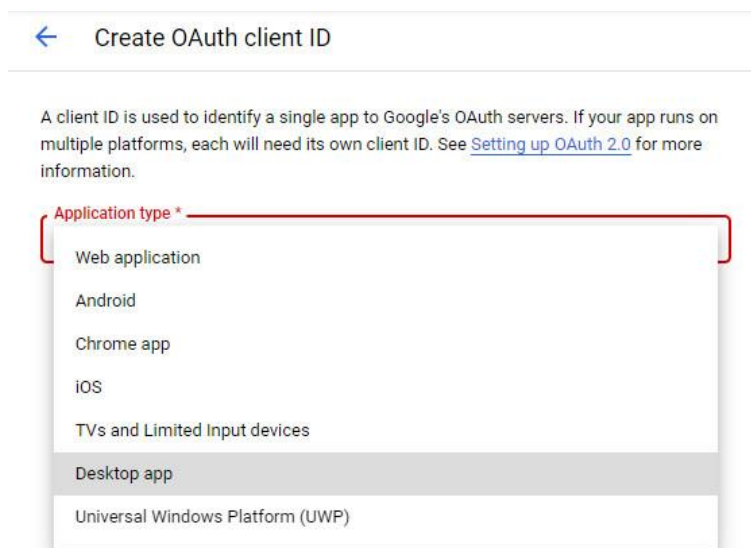 Create OAuth client ID
A client ID is used to identify a single app to Google's OAuth servers. If your app runs on
multiple platforms, each will need its own client ID. See Setting up OAuth 2.0 for more
information.
Application type *
Web application
Android
Chrome app
iOS
TVs and Limited Input devices
Desktop app
Universal Windows Platform (UWP)